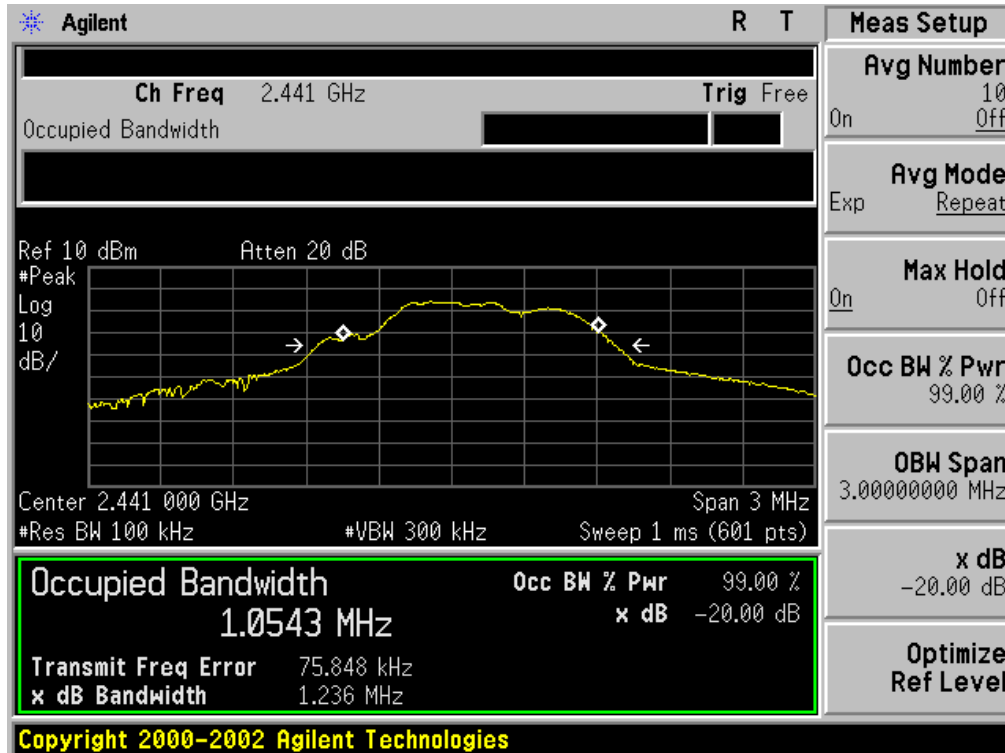 Agilent R T
Ch Freq 2.441 GHz Trig Free
Occupied Bandwidth
Ref 10 dBm Atten 20 dB
#Peak
Log
10
dB/
Center 2.441 000 GHz Span 3 MHz
#Res BW 100 kHz #VBW 300 kHz Sweep 1 ms (601 pts)
Occupied Bandwidth Occ BW % Pwr 99.00 %
1.0543 MHz x dB -20.00 dB
Transmit Freq Error 75.848 kHz
x dB Bandwidth 1.236 MHz
Copyright 2000-2002 Agilent Technologies
Meas Setup
Avg Number
10
On Off
Avg Mode
Exp Repeat
Max Hold
On Off
Occ BW % Pwr
99.00 %
OBW Span
3.00000000 MHz
x dB
-20.00 dB
Optimize
Ref Level